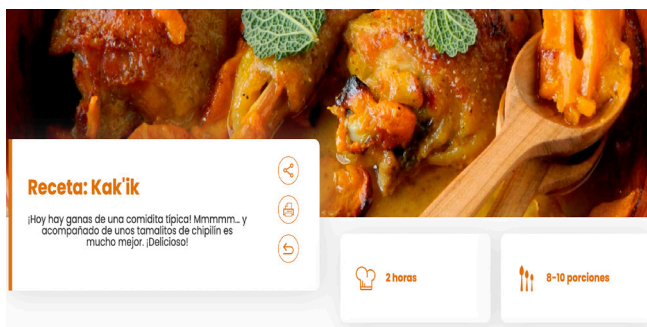 Receta: Kak'ik
¡Hoy hay ganas de una comidita típica! Mmmmm... y
acompañado de unos tamalitos de chipilín es
mucho mejor. ¡Delicioso!
2 horas
8-10 porciones